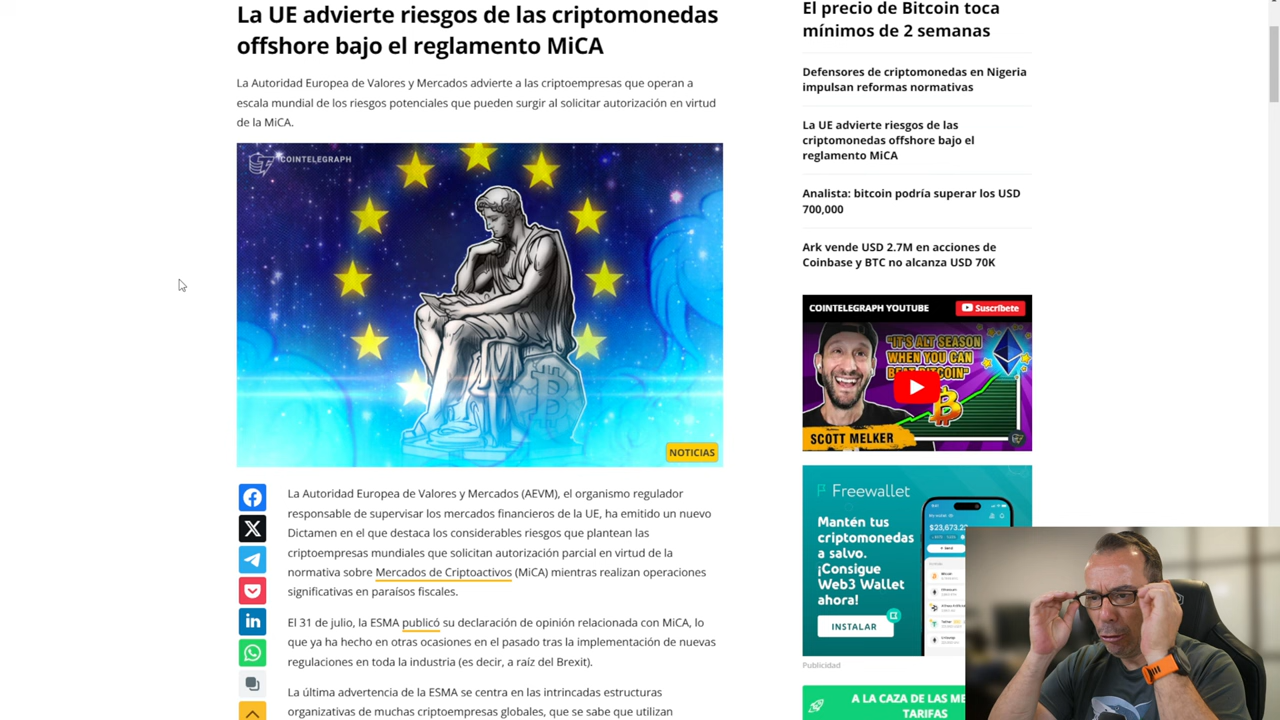 La UE advierte riesgos de las criptomonedas
offshore bajo el reglamento MiCA
La Autoridad Europea de Valores y Mercados advierte a las criptoempresas que operan a
escala mundial de los riesgos potenciales que pueden surgir al solicitar autorización en virtud
de la MiCA.
COINTELEGRAPH
NOTICIAS
La Autoridad Europea de Valores y Mercados (AEVM), el organismo regulador
responsable de supervisar los mercados financieros de la UE, ha emitido un nuevo
Dictamen en el que destaca los considerables riesgos que plantean las
criptoempresas mundiales que solicitan autorización parcial en virtud de la
normativa sobre Mercados de Criptoactivos (MiCA) mientras realizan operaciones
significativas en paraísos fiscales.
El 31 de julio, la ESMA publicó su declaración de opinión relacionada con MiCA, lo
que ya ha hecho en otras ocasiones en el pasado tras la implementación de nuevas
regulaciones en toda la industria (es decir, a raíz del Brexit).
La última advertencia de la ESMA se centra en las intrincadas estructuras
organizativas de muchas criptoempresas globales, que se sabe que utilizan
El precio de Bitcoin toca
mínimos de 2 semanas
Defensores de criptomonedas en Nigeria
impulsan reformas normativas
La UE advierte riesgos de las
criptomonedas offshore bajo el
reglamento MiCA
Analista: bitcoin podría superar los USD
700,000
Ark vende USD 2.7M en acciones de
Coinbase y BTC no alcanza USD 70K
COINTELEGRAPH YOUTUBE
Suscríbete
"IT'S ALT SEASON
WHEN YOU CAN
BEAT BITCOIN"
SCOTT MELKER
Freewallet
Mantén tus
criptomonedas
a salvo.
¡Consigue
Web3 Wallet
ahora!
INSTALAR
$23,673.22
Publicidad
A LA CAZA DE LAS ME
TARIFAS